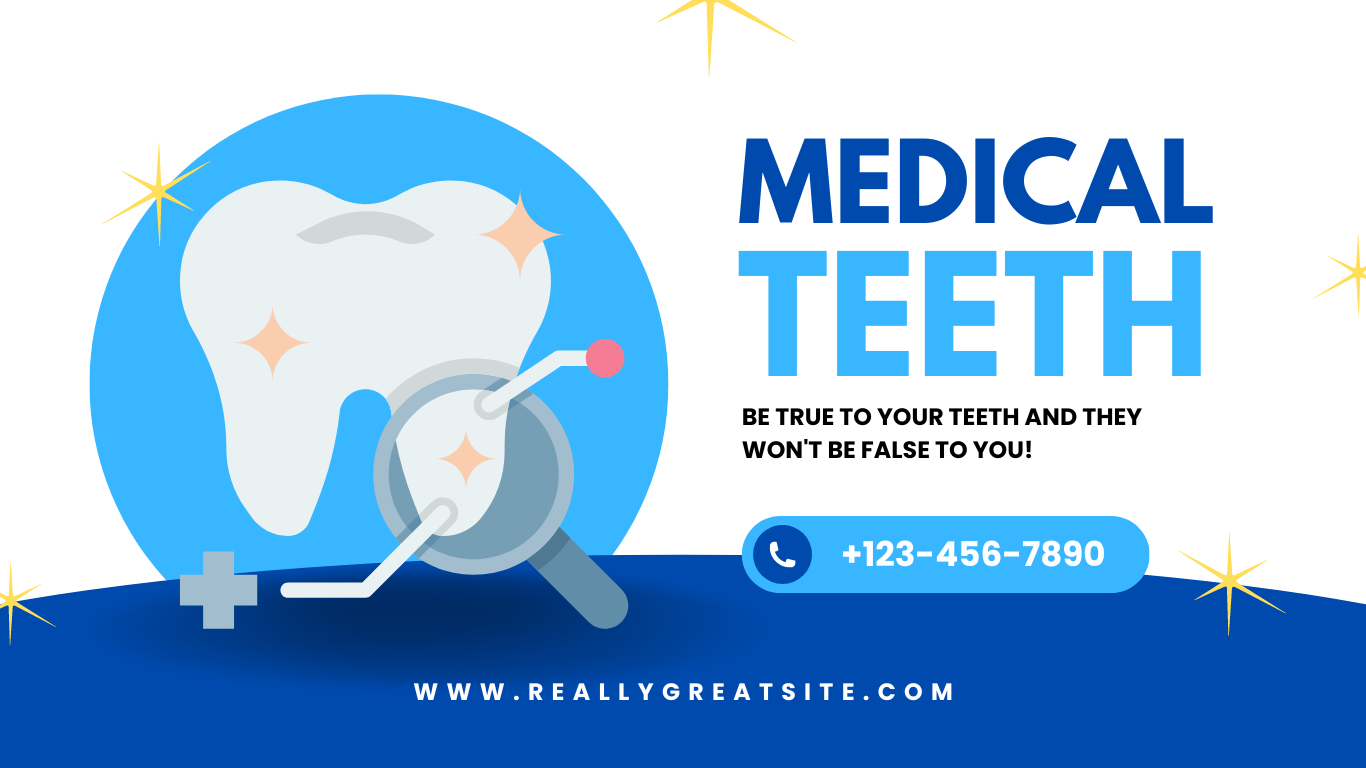 MEDICAL
TEETH
BE TRUE TO YOUR TEETH AND THEY
WON'T BE FALSE TO YOU!
+123-456-7890
WWW.REALLYGREATSITE.COM